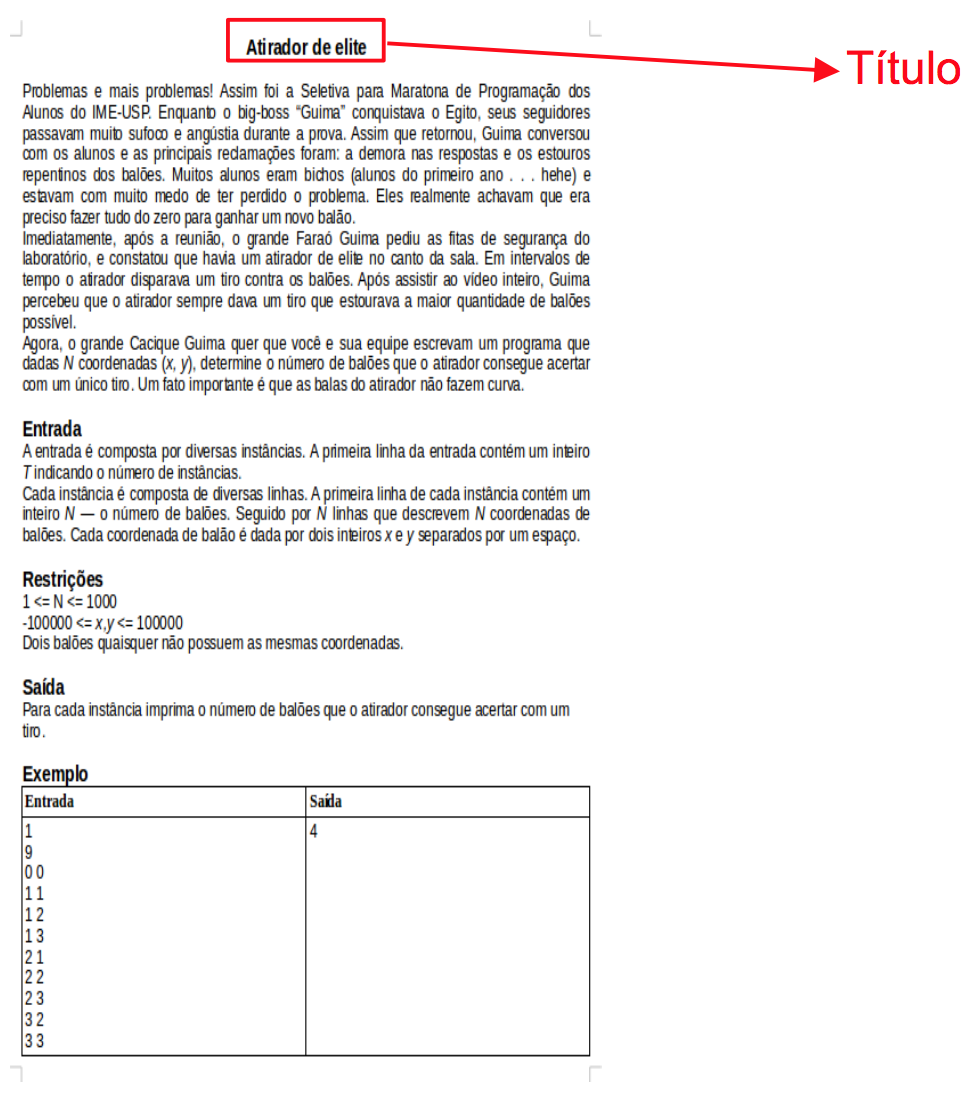 Atirador de elite
Título
Problemas e mais problemas! Assim foi a Seletiva para Maratona de Programação dos
Alunos do IME-USP. Enquanto o big-boss “Guima” conquistava o Egito, seus seguidores
passavam muito sufoco e angústia durante a prova. Assim que retornou, Guima conversou
com os alunos e as principais reclamações foram: a demora nas respostas e os estouros
repentinos dos balões. Muitos alunos eram bichos (alunos do primeiro ano . . . hehe) e
estavam com muito medo de ter perdido o problema. Eles realmente achavam que era
preciso fazer tudo do zero para ganhar um novo balão.
Imediatamente, após a reunião, o grande Faraó Guima pediu as fitas de segurança do
laboratório, e constatou que havia um atirador de elite no canto da sala. Em intervalos de
tempo o atirador disparava um tiro contra os balões. Após assistir ao vídeo inteiro, Guima
percebeu que o atirador sempre dava um tiro que estourava a maior quantidade de balões
possível.
Agora, o grande Cacique Guima quer que você e sua equipe escrevam um programa que
dadas N coordenadas (x, y), determine o número de balões que o atirador consegue acertar
com um único tiro. Um fato importante é que as balas do atirador não fazem curva.
Entrada
A entrada é composta por diversas instâncias. A primeira linha da entrada contém um inteiro
T indicando o número de instâncias.
Cada instância é composta de diversas linhas. A primeira linha de cada instância contém um
inteiro N — o número de balões. Seguido por N linhas que descrevem N coordenadas de
balões. Cada coordenada de balão é dada por dois inteiros x e y separados por um espaço.
Restrições
1 <= N <= 1000
-100000 <= x,y <= 100000
Dois balões quaisquer não possuem as mesmas coordenadas.
Saída
Para cada instância imprima o número de balões que o atirador consegue acertar com um
tiro.
Exemplo
Entrada Saída
1 4
9
0 0
1 1
1 2
1 3
2 1
2 2
2 3
3 2
3 3